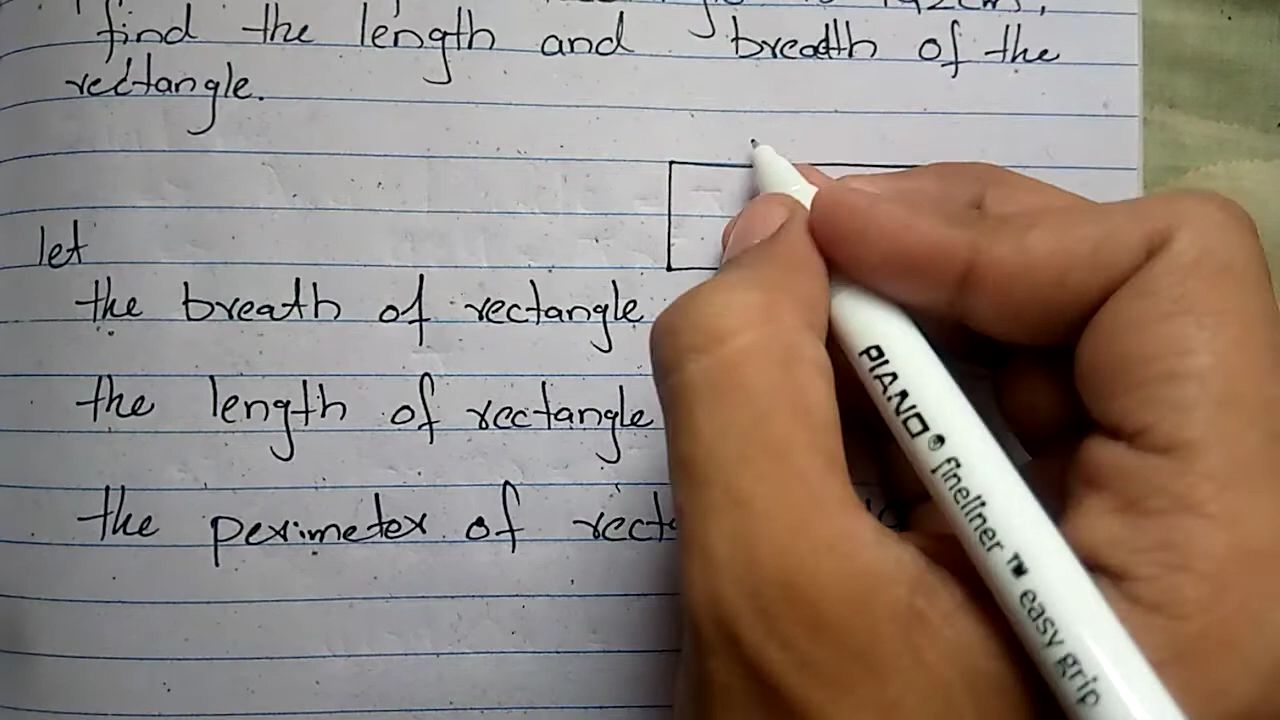 find the length and breadth of the
rectangle.
let
the breath of rectangle
the length of rectangle
the perimeter of
PIANO® fineliner ™ easy grip